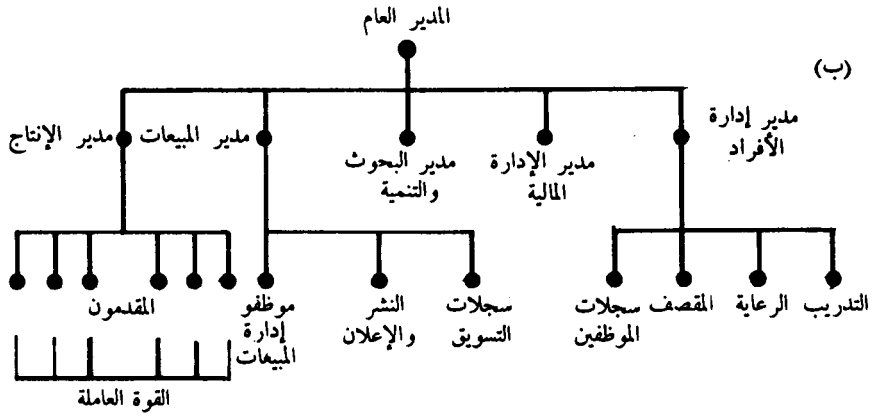 المدير العام
(ب)
مدير إدارة
الأفراد
مدير الإدارة
المالية
مدير البحوث
والتنمية
مدير المبيعات
مدير الإنتاج
التدريب
الرعاية
المقصف
سجلات
الموظفين
سجلات
التسويق
النشر
والإعلان
موظفو
إدارة
المبيعات
المقدمون
القوة العاملة